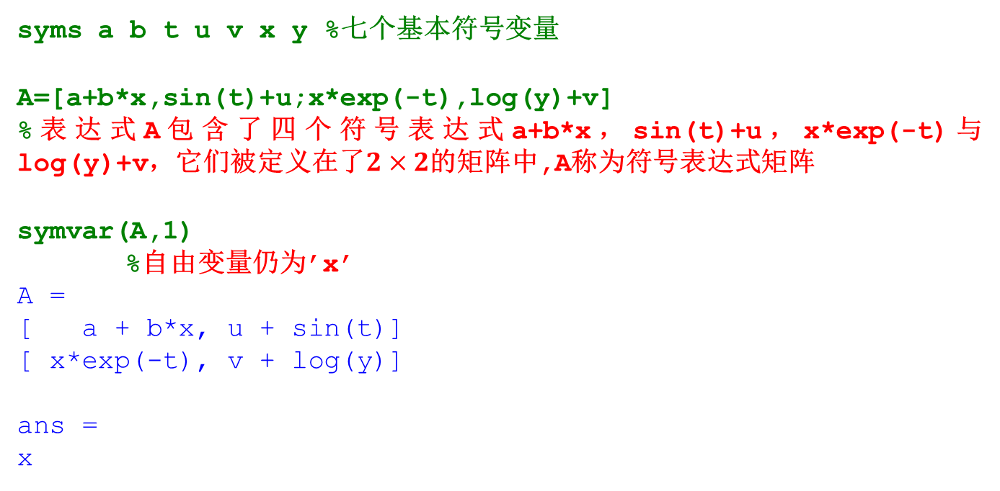 syms a b t u v x y %七个基本符号变量
A=[a+b*x,sin(t)+u;x*exp(-t),log(y)+v]
%表达式A包含了四个符号表达式a+b*x，sin(t)+u，x*exp(-t)与
log(y)+v，它们被定义在了2×2的矩阵中,A称为符号表达式矩阵
symvar(A,1)
%自由变量仍为’x’
A =
[   a + b*x, u + sin(t)]
[ x*exp(-t), v + log(y)]
ans =
x